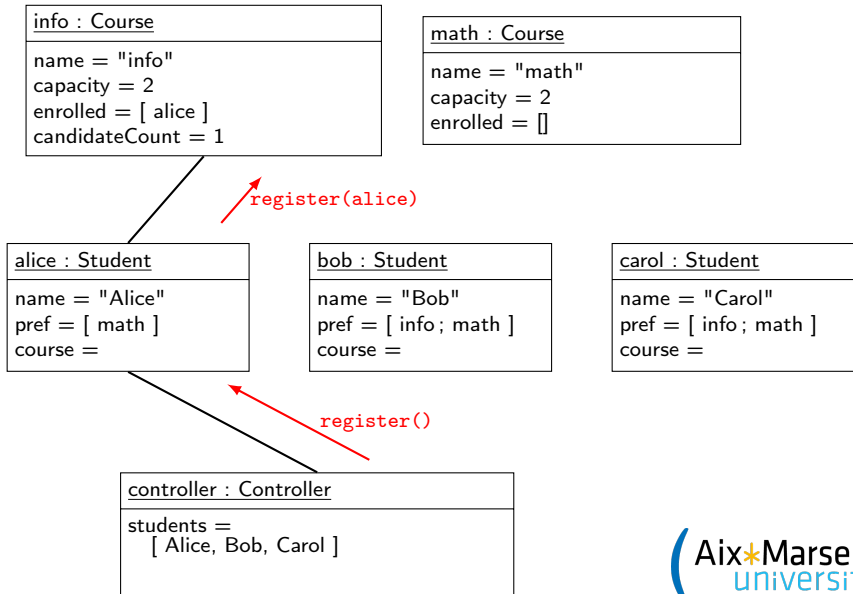 info : Course
name = "info"
capacity = 2
enrolled = [ alice ]
candidateCount = 1
math : Course
name = "math"
capacity = 2
enrolled = []
register(alice)
alice : Student
name = "Alice"
pref = [ math ]
course =
bob : Student
name = "Bob"
pref = [ info ; math ]
course =
carol : Student
name = "Carol"
pref = [ info ; math ]
course =
register()
controller : Controller
students =
[ Alice, Bob, Carol ]
Aix*Marse
universit